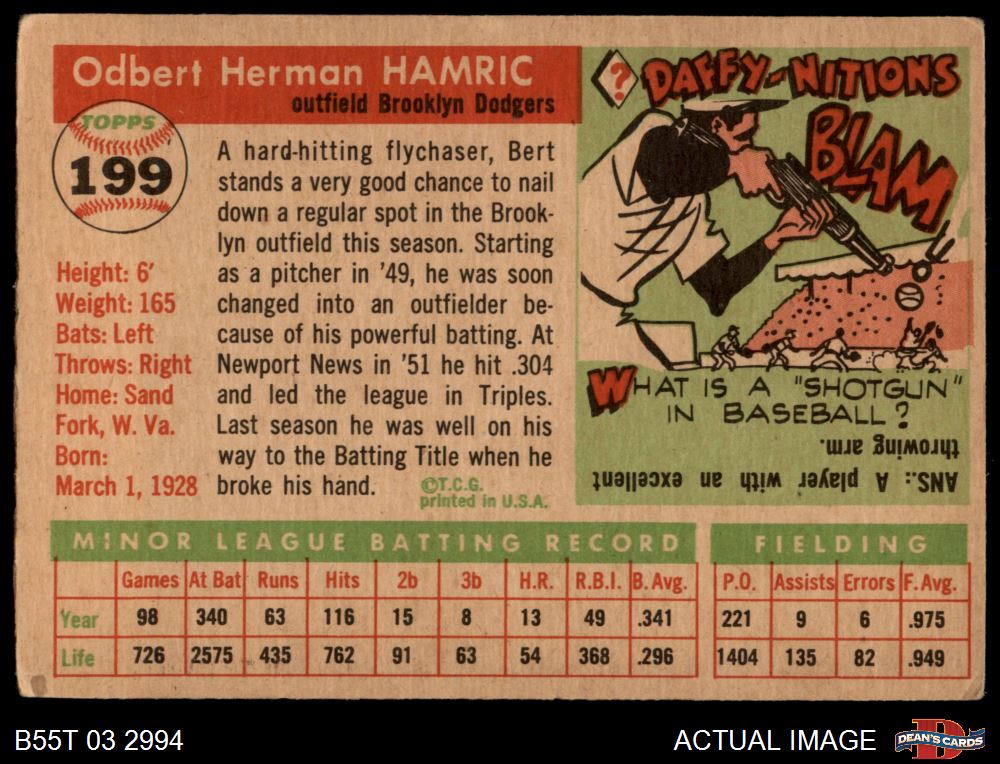 Odbert Herman HAMRIC
outfield Brooklyn Dodgers
TOPPS
199
Height: 6'
Weight: 165
Bats: Left
Throws: Right
Home: Sand
Fork, W. Va.
Born:
March 1, 1928
A hard-hitting flychaser, Bert
stands a very good chance to nail
down a regular spot in the Brook-
lyn outfield this season. Starting
as a pitcher in '49, he was soon
changed into an outfielder be-
cause of his powerful batting. At
Newport News in '51 he hit .304
and led the league in Triples.
Last season he was well on his
way to the Batting Title when he
broke his hand.
©T.C.G.
printed in U.S.A.
?
DAFFY-NITIONS
BLAM
WHAT IS A "SHOTGUN"
IN BASEBALL?
ANS.: A player with an excellent
throwing arm.
MINOR LEAGUE BATTING RECORD
Games At Bat Runs Hits 2b 3b H.R. R.B.I. B. Avg.
Year 98 340 63 116 15 8 13 49 .341
Life 726 2575 435 762 91 63 54 368 .296
FIELDING
P.O. Assists Errors F. Avg.
221 9 6 .975
1404 135 82 .949
B55T 03 2994
ACTUAL IMAGE
DEAN'S CARDS